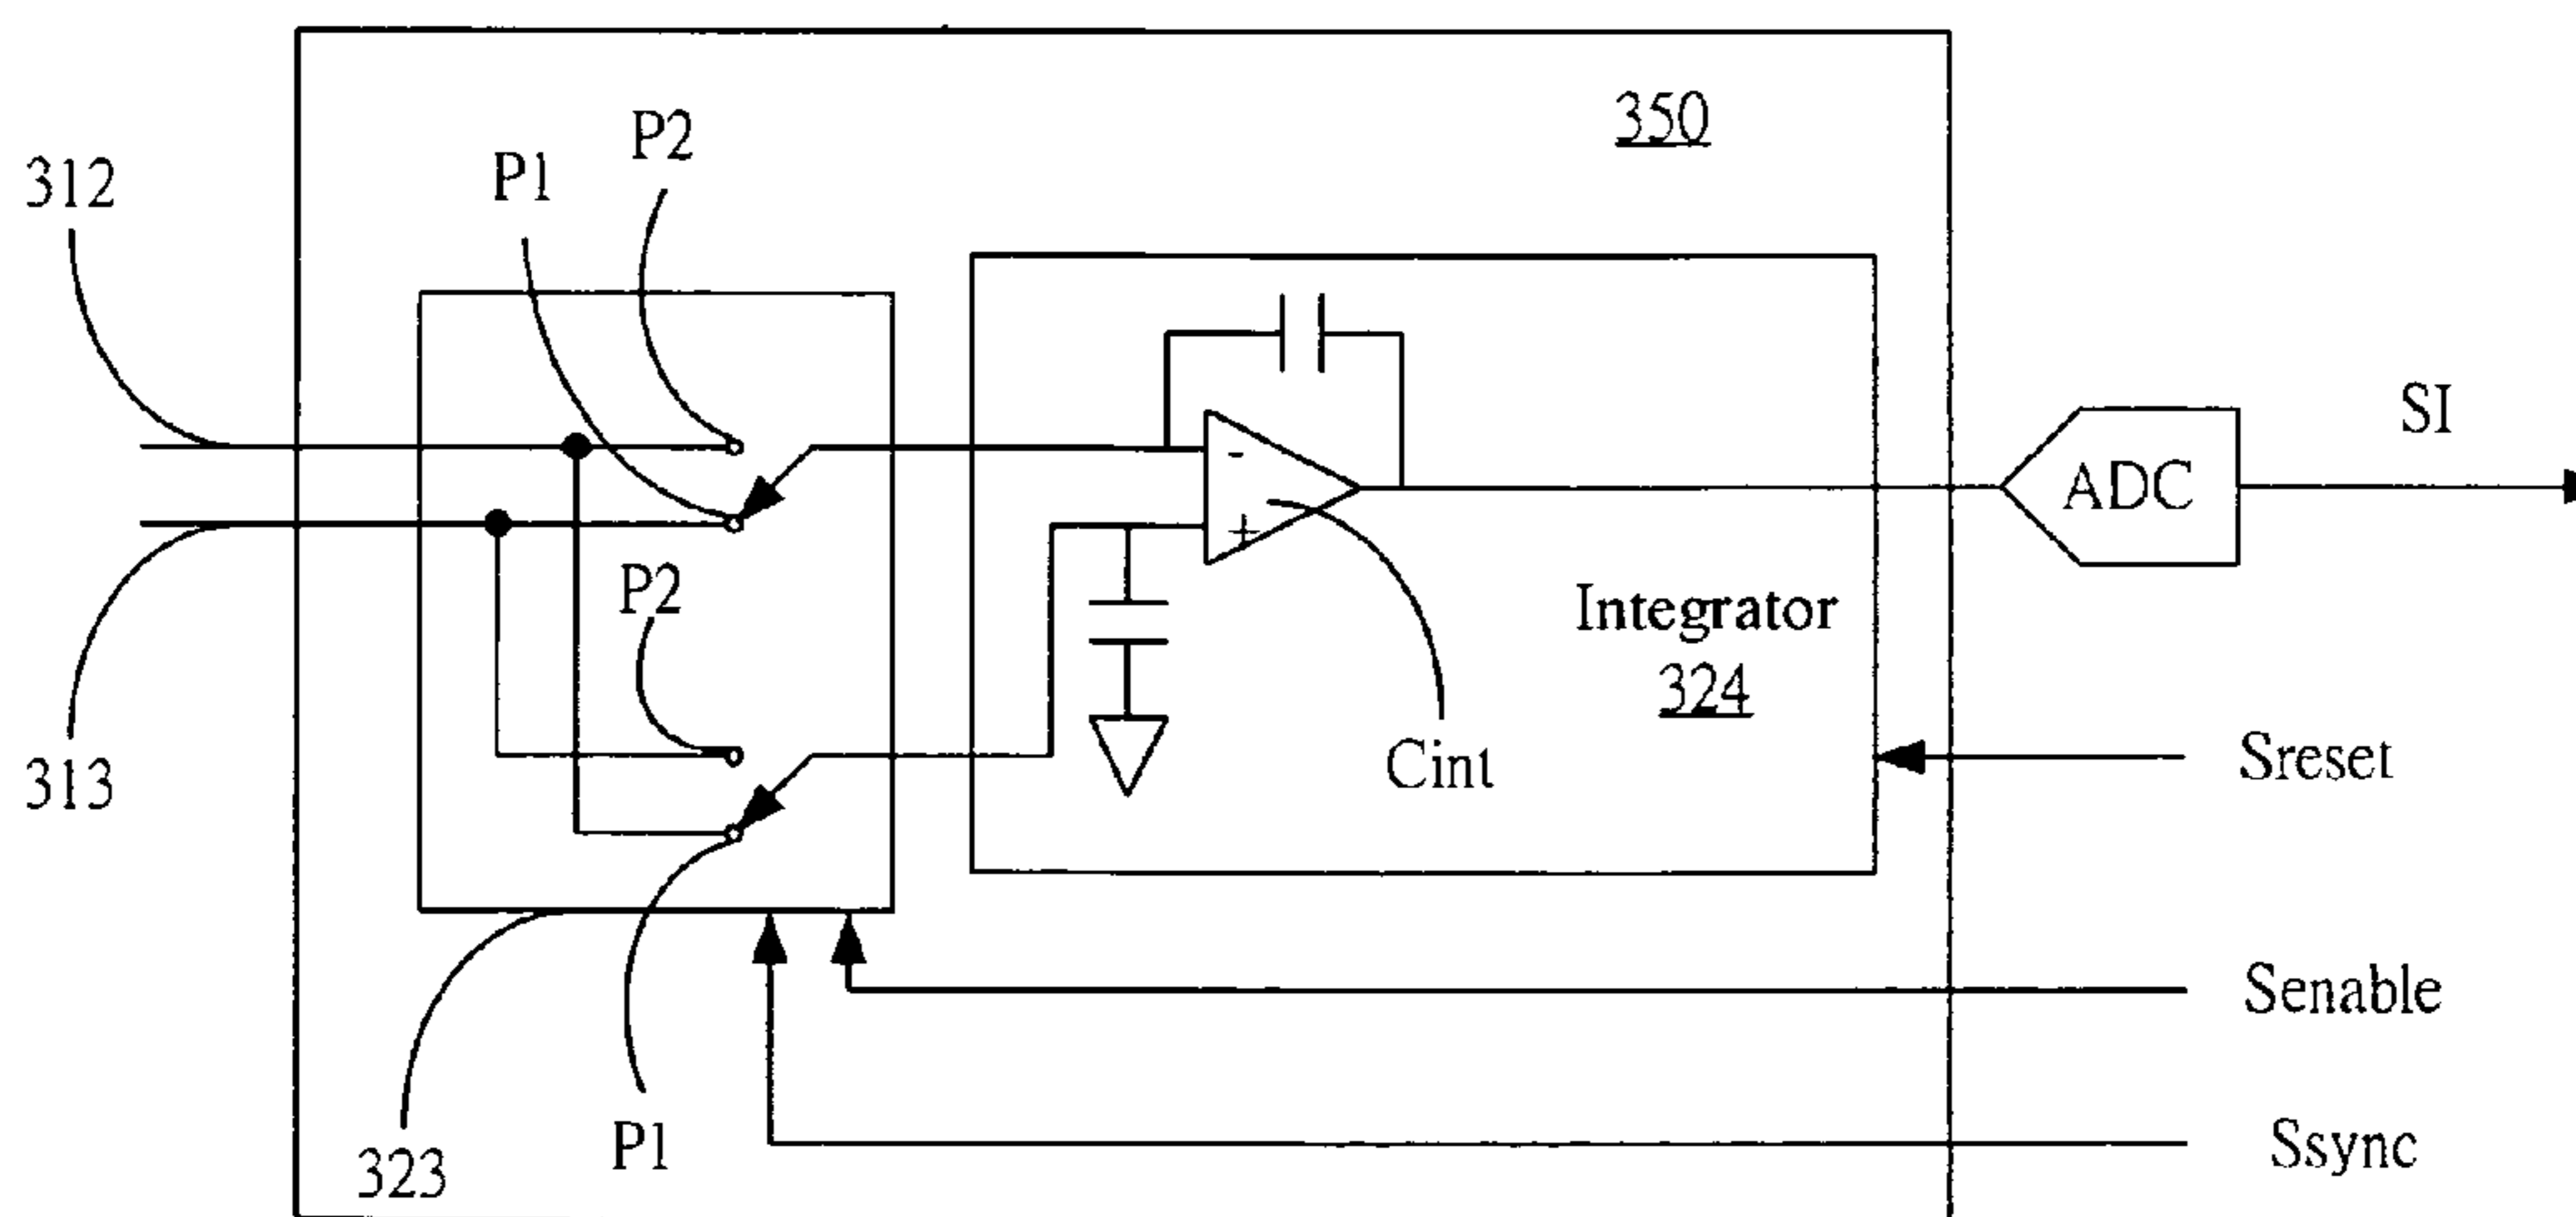 350
P2
P1
312
SI
ADC
-
+
P2
Integrator
324
313
Cint
Sreset
Senable
P1
323
Ssync